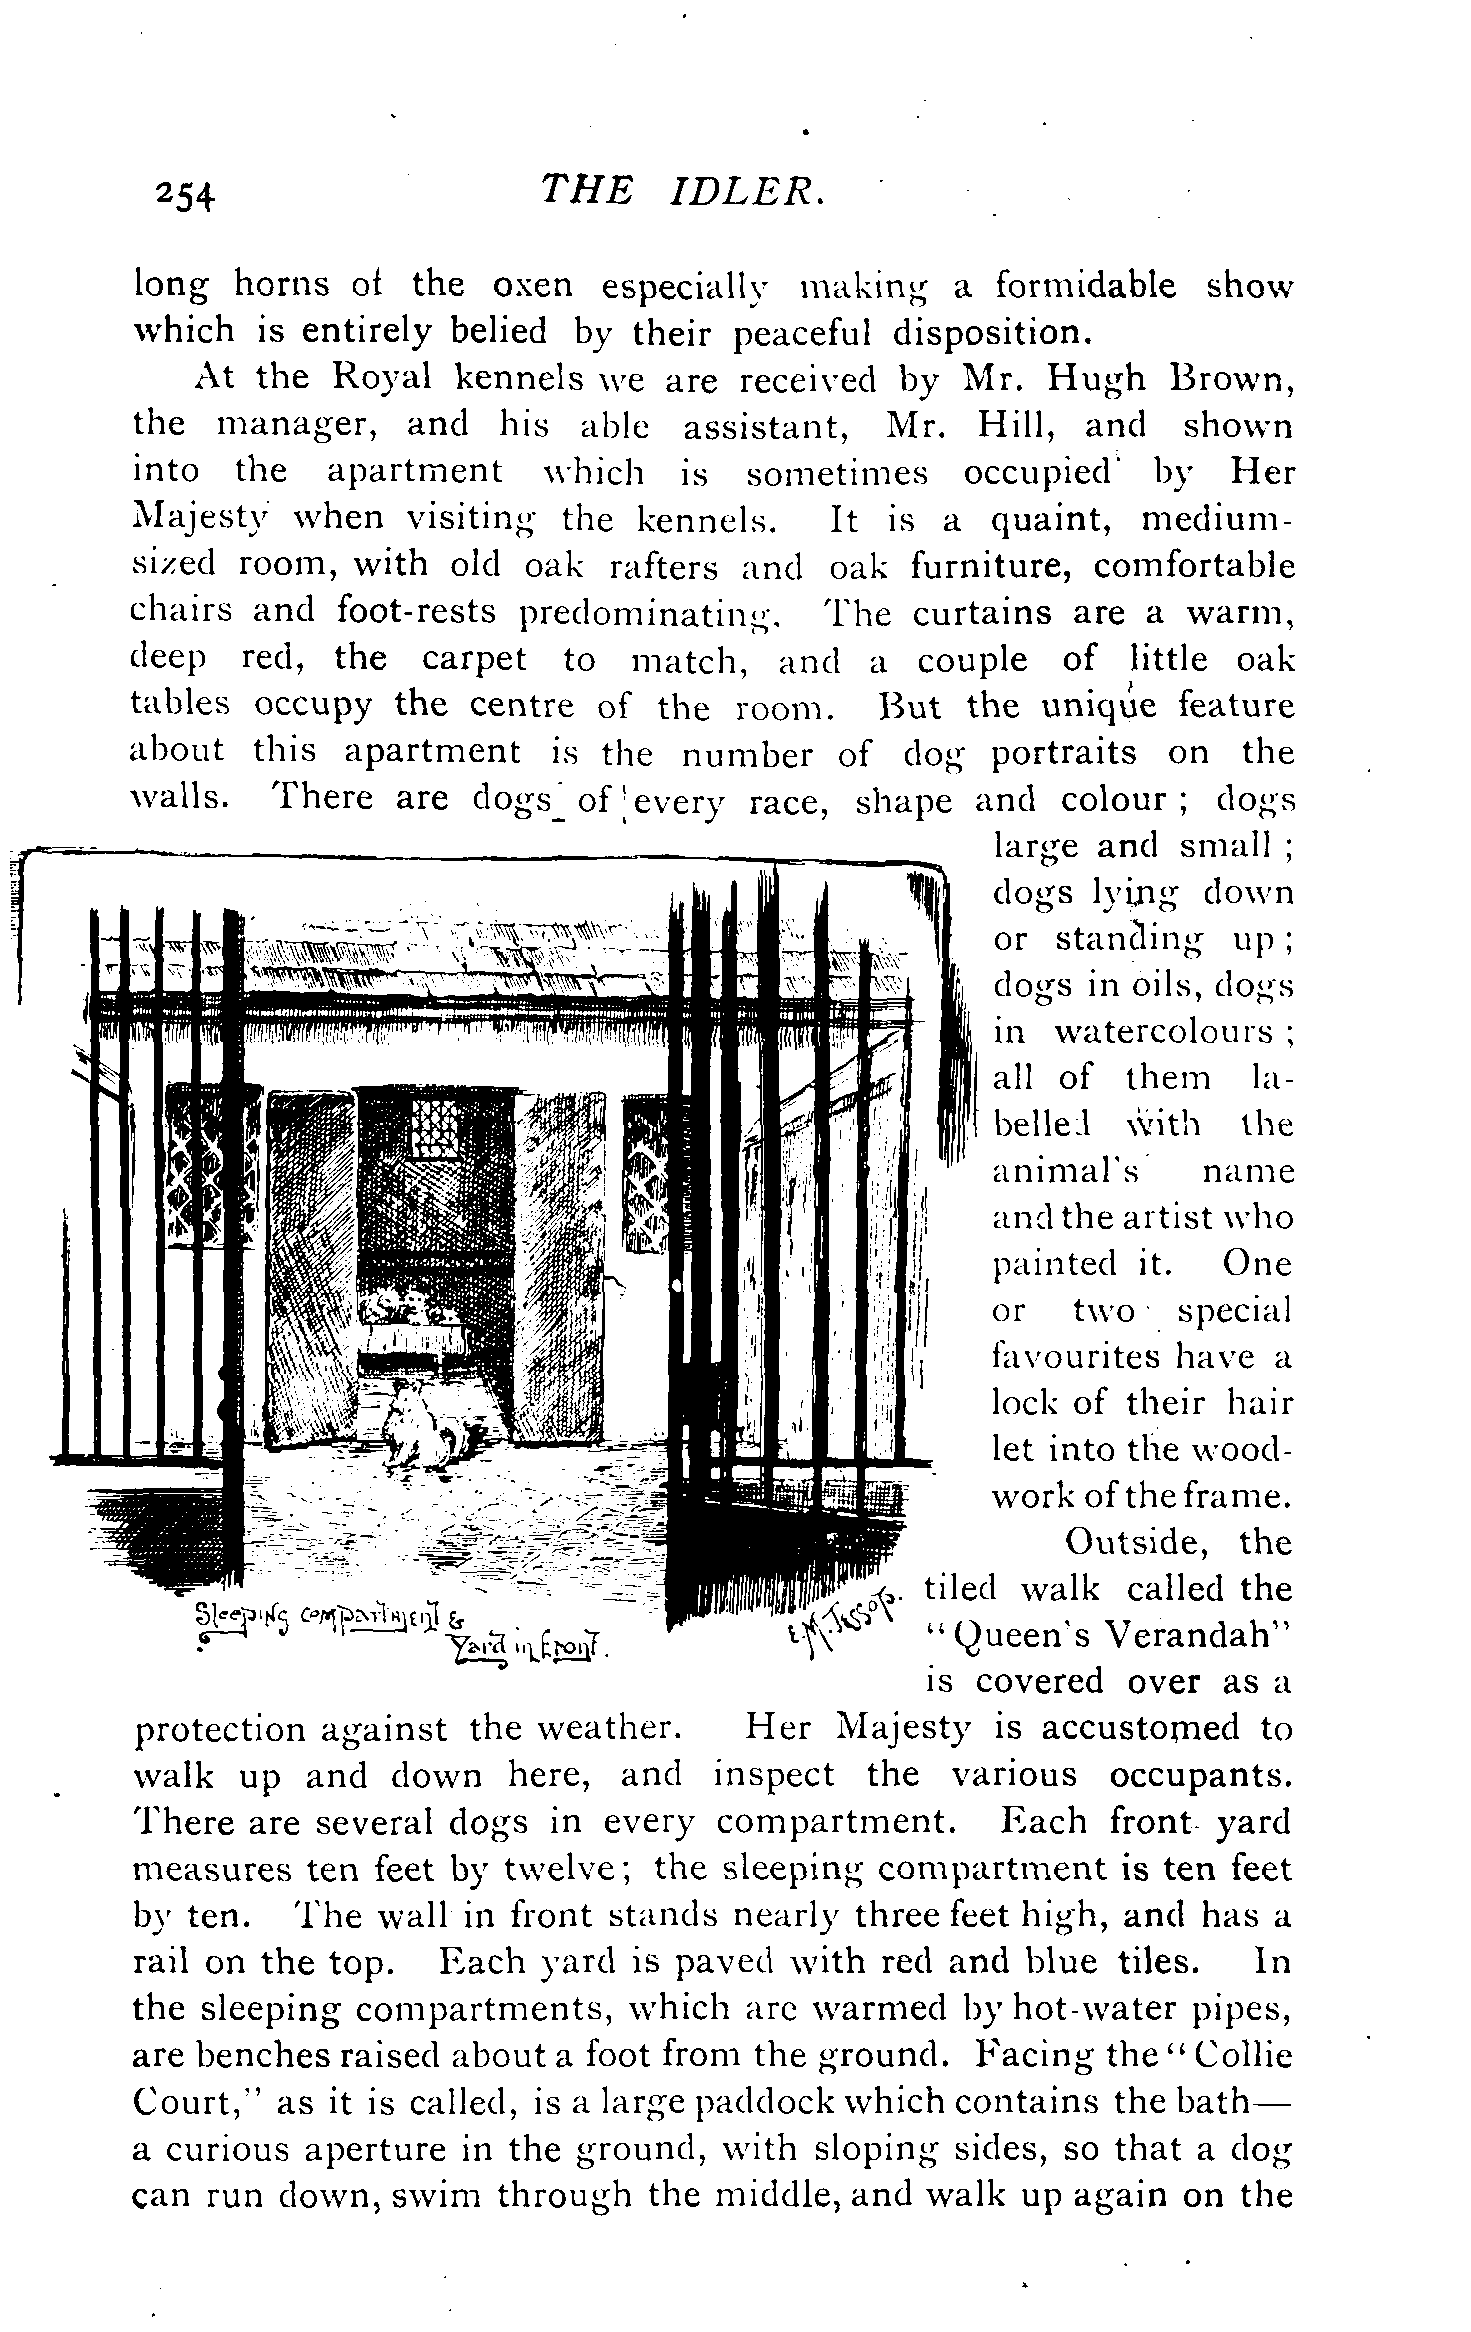 254 THE IDLER.
long horns of the oxen especially making a formidable show
which is entirely belied by their peaceful disposition.
At the Royal kennels we are received by Mr. Hugh Brown,
the manager, and his able assistant, Mr. Hill, and shown
into the apartment which is sometimes occupied by Her
Majesty when visiting the kennels. It is a quaint, medium-
sized room, with old oak rafters and oak furniture, comfortable
chairs and foot-rests predominating. The curtains are a warm,
deep red, the carpet to match, and a couple of little oak
tables occupy the centre of the room. But the unique feature
about this apartment is the number of dog portraits on the
walls. There are dogs of every race, shape and colour ; dogs
large and small ;
dogs lying down
or standing up ;
dogs in oils, dogs
in watercolours ;
all of them la-
belled with the
animal's name
and the artist who
painted it. One
or two special
favourites have a
lock of their hair
let into the wood-
work of the frame.
Outside, the
tiled walk called the
"Queen's Verandah"
is covered over as a
Sleeping compartment &
Yard in front.
E.M. Jessop.
protection against the weather. Her Majesty is accustomed to
walk up and down here, and inspect the various occupants.
There are several dogs in every compartment. Each front yard
measures ten feet by twelve ; the sleeping compartment is ten feet
by ten. The wall in front stands nearly three feet high, and has a
rail on the top. Each yard is paved with red and blue tiles. In
the sleeping compartments, which are warmed by hot-water pipes,
are benches raised about a foot from the ground. Facing the "Collie
Court," as it is called, is a large paddock which contains the bath—
a curious aperture in the ground, with sloping sides, so that a dog
can run down, swim through the middle, and walk up again on the